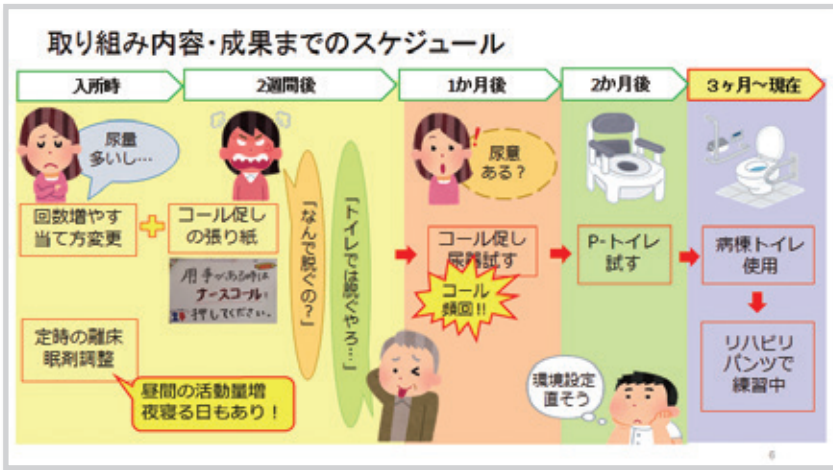 取り組み内容・成果までのスケジュール
入所時
2週間後
1か月後
2か月後
3ヶ月～現在
尿量
多いし…
回数増やす
当て方変更
コール促し
の張り紙
用事がある時は
ナースコールを
押してください。
定時の離床
眠剤調整
昼間の活動量増
夜寝る日もあり！
「なんで脱ぐの？」
「トイレでは脱ぐやろ…」
尿意
ある？
コール促し
尿器試す
コール
頻回!!
P-トイレ
試す
環境設定
直そう
病棟トイレ
使用
リハビリ
パンツで
練習中
6